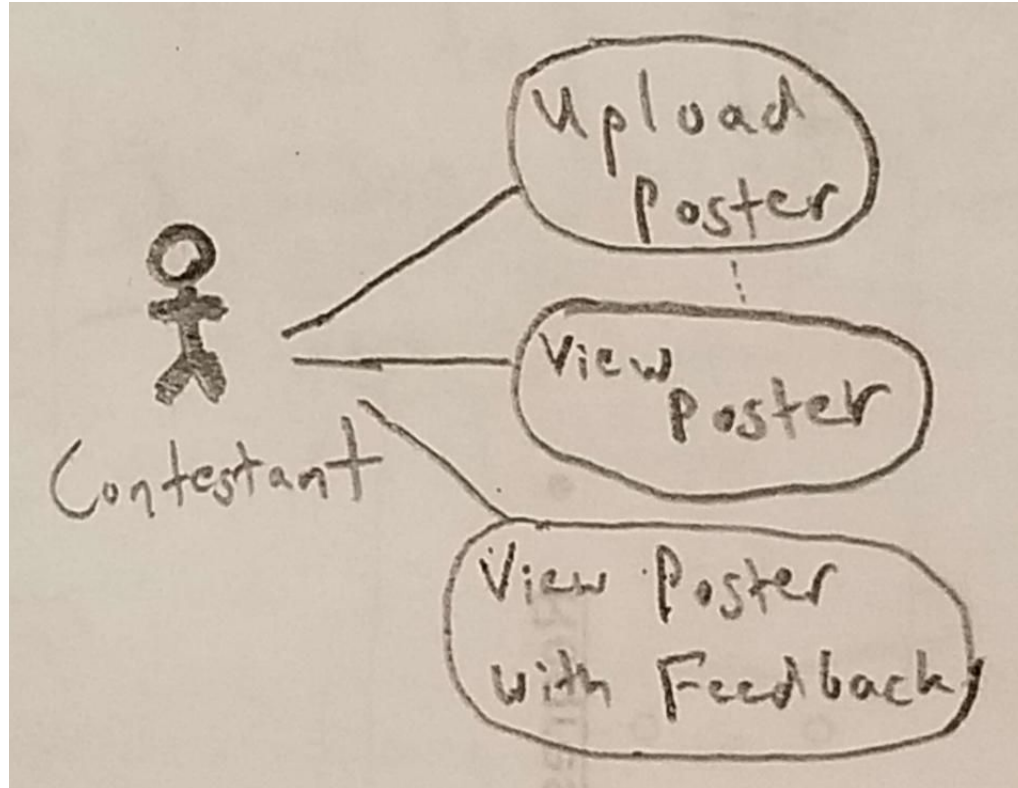 Upload
Poster
View
Poster
Contestant
View Poster
with Feedback